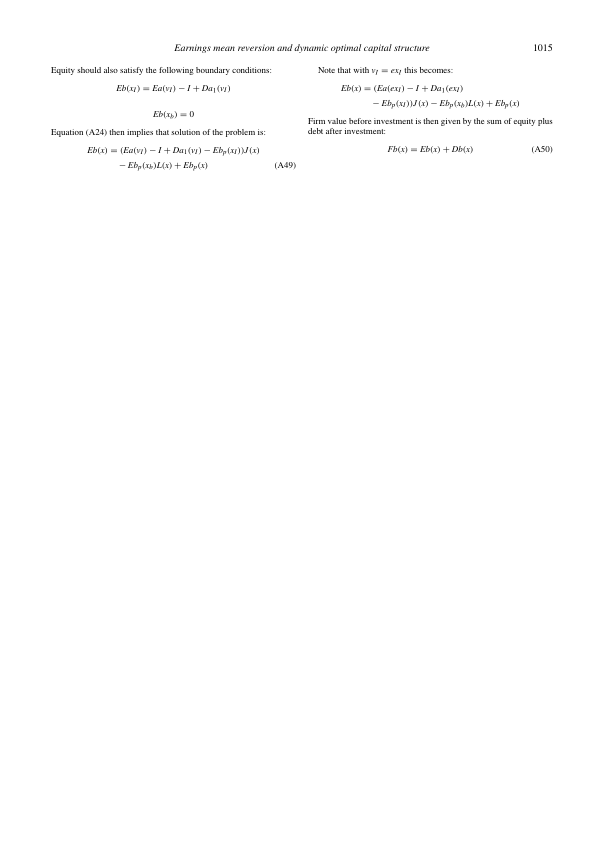 Earnings mean reversion and dynamic optimal capital structure 1015
Equity should also satisfy the following boundary conditions:
Eb(x_I) = Ea(v_I) − I + Da_1(v_I)
Eb(x_b) = 0
Equation (A24) then implies that solution of the problem is:
Eb(x) = (Ea(v_I) − I + Da_1(v_I) − Eb_p(x_I))J(x)
− Eb_p(x_b)L(x) + Eb_p(x) (A49)
Note that with v_I = ex_I this becomes:
Eb(x) = (Ea(ex_I) − I + Da_1(ex_I)
− Eb_p(x_I))J(x) − Eb_p(x_b)L(x) + Eb_p(x)
Firm value before investment is then given by the sum of equity plus
debt after investment:
Fb(x) = Eb(x) + Db(x) (A50)